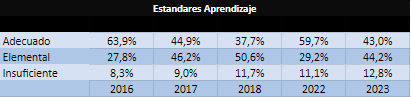 Estandares Aprendizaje
Adecuado 63,9% 44,9% 37,7% 59,7% 43,0%
Elemental 27,8% 46,2% 50,6% 29,2% 44,2%
Insuficiente 8,3% 9,0% 11,7% 11,1% 12,8%
2016 2017 2018 2022 2023